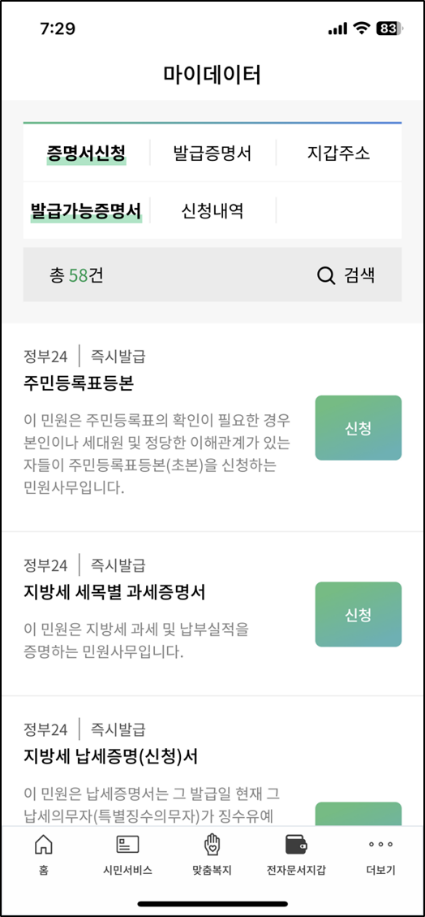 7:29
83
마이데이터
증명서신청 발급증명서 지갑주소
발급가능증명서 신청내역
총 58건 검색
정부24 | 즉시발급
주민등록표등본
이 민원은 주민등록표의 확인이 필요한 경우
본인이나 세대원 및 정당한 이해관계가 있는
자들이 주민등록표등본(초본)을 신청하는
민원사무입니다.
신청
정부24 | 즉시발급
지방세 세목별 과세증명서
이 민원은 지방세 과세 및 납부실적을
증명하는 민원사무입니다.
신청
정부24 | 즉시발급
지방세 납세증명(신청)서
이 민원은 납세증명서는 그 발급일 현재 그
납세의무자(특별징수의무자)가 징수유예
홈 시민서비스 맞춤복지 전자문서지갑 더보기